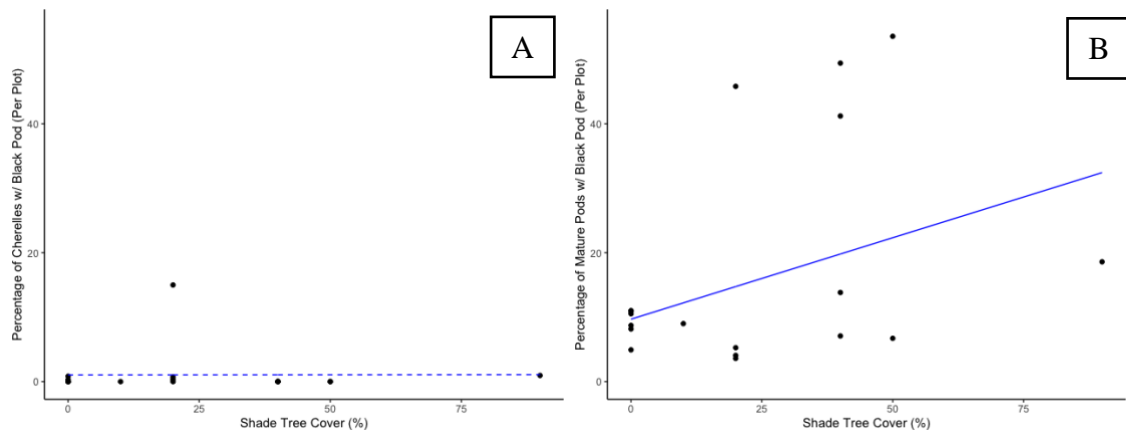 A
Percentage of Cherelles w/ Black Pod (Per Plot)
40
20
0
0
25
50
75
Shade Tree Cover (%)
B
Percentage of Mature Pods w/ Black Pod (Per Plot)
40
20
0
0
25
50
75
Shade Tree Cover (%)